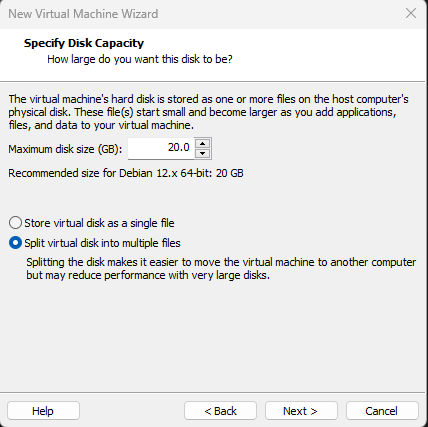 New Virtual Machine Wizard
Specify Disk Capacity
How large do you want this disk to be?
The virtual machine's hard disk is stored as one or more files on the host computer's
physical disk. These file(s) start small and become larger as you add applications,
files, and data to your virtual machine.
Maximum disk size (GB): 20.0
Recommended size for Debian 12.x 64-bit: 20 GB
Store virtual disk as a single file
Split virtual disk into multiple files
Splitting the disk makes it easier to move the virtual machine to another computer
but may reduce performance with very large disks.
Help < Back Next > Cancel